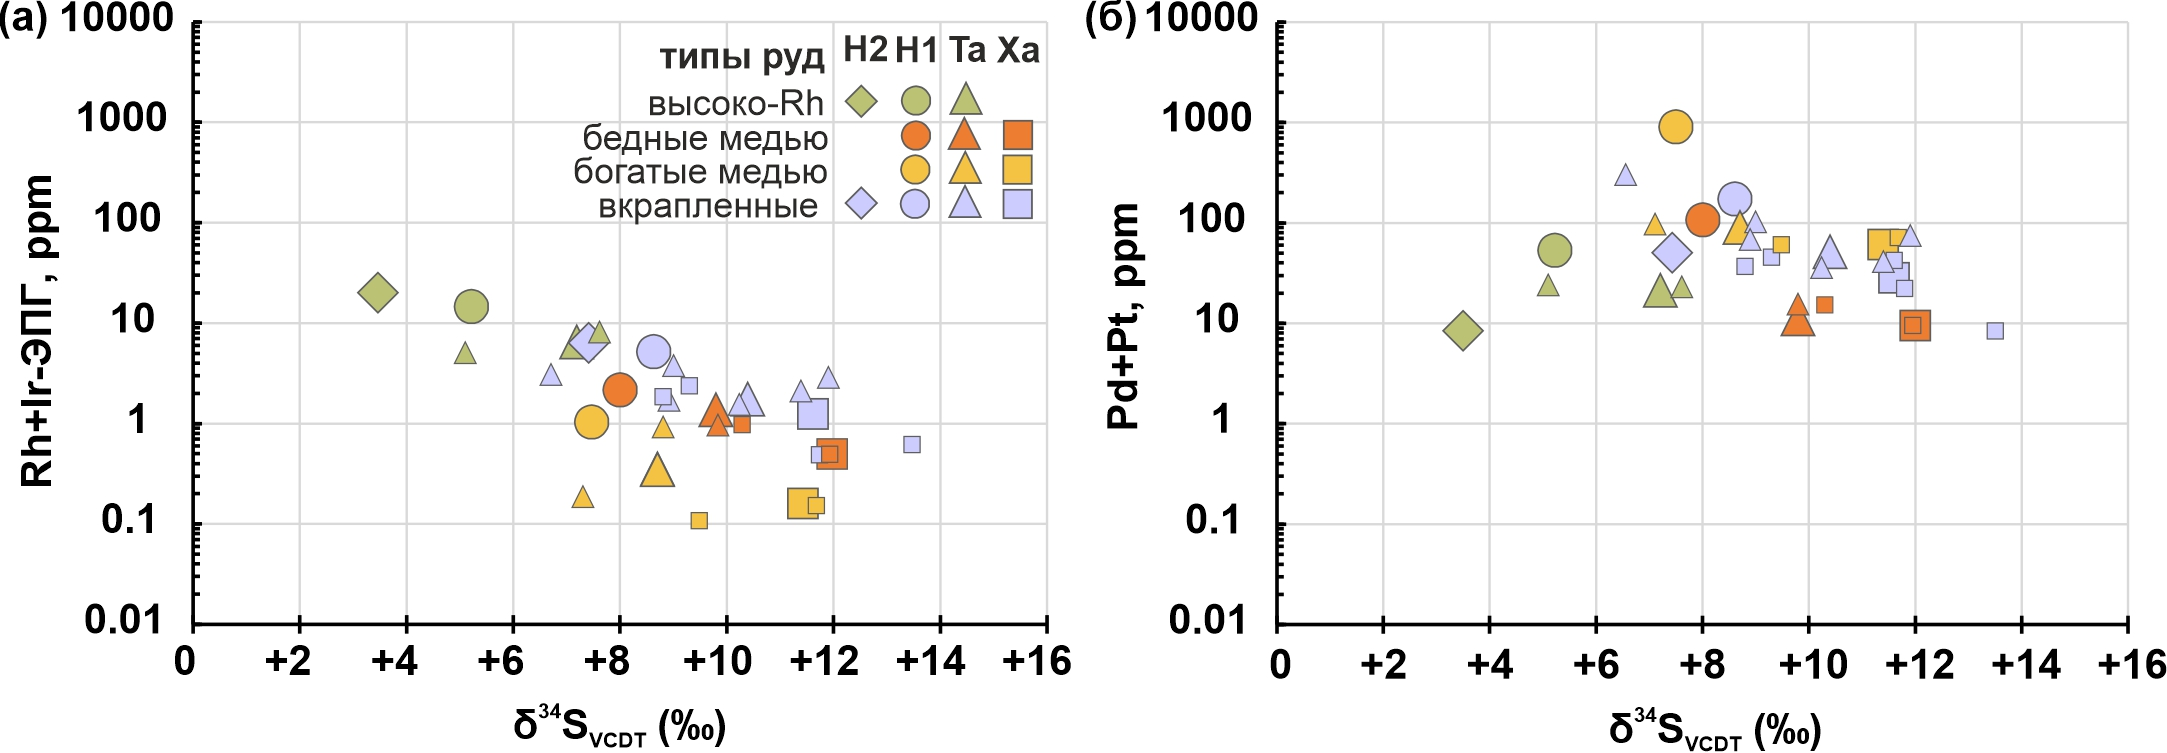 (а)
10000
1000
100
10
1
0.1
0.01
Rh+Ir-ЭПГ, ppm
типы руд H2 H1 Ta Xa
высоко-Rh
бедные медью
богатые медью
вкрапленные
0 +2 +4 +6 +8 +10 +12 +14 +16
δ³⁴S_VCDT (‰)
(б)
10000
1000
100
10
1
0.1
0.01
Pd+Pt, ppm
0 +2 +4 +6 +8 +10 +12 +14 +16
δ³⁴S_VCDT (‰)